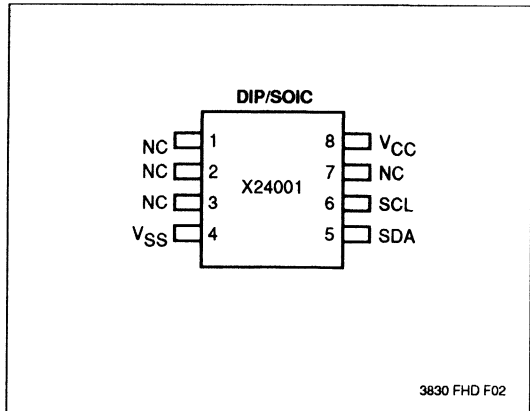 DIP/SOIC
NC 1 8 VCC
NC 2 X24001 7 NC
NC 3 6 SCL
VSS 4 5 SDA
3830 FHD F02